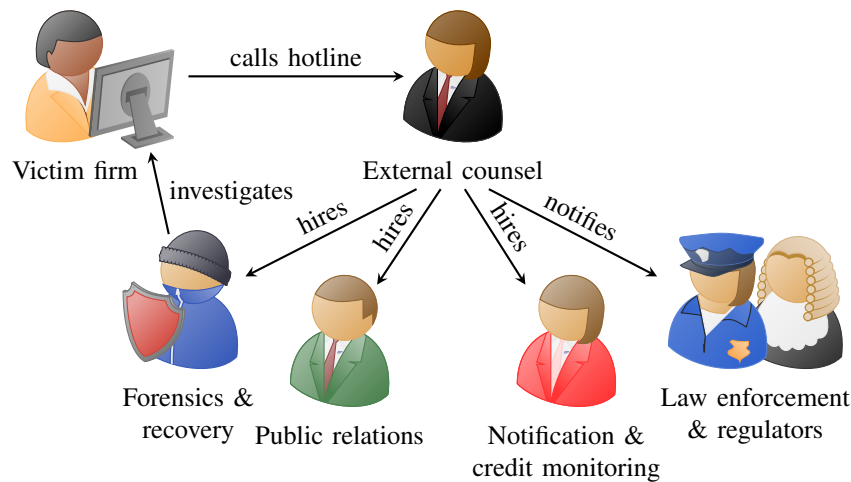 calls hotline
Victim firm
External counsel
investigates
hires
hires
hires
notifies
Forensics &
recovery
Public relations
Notification &
credit monitoring
Law enforcement
& regulators